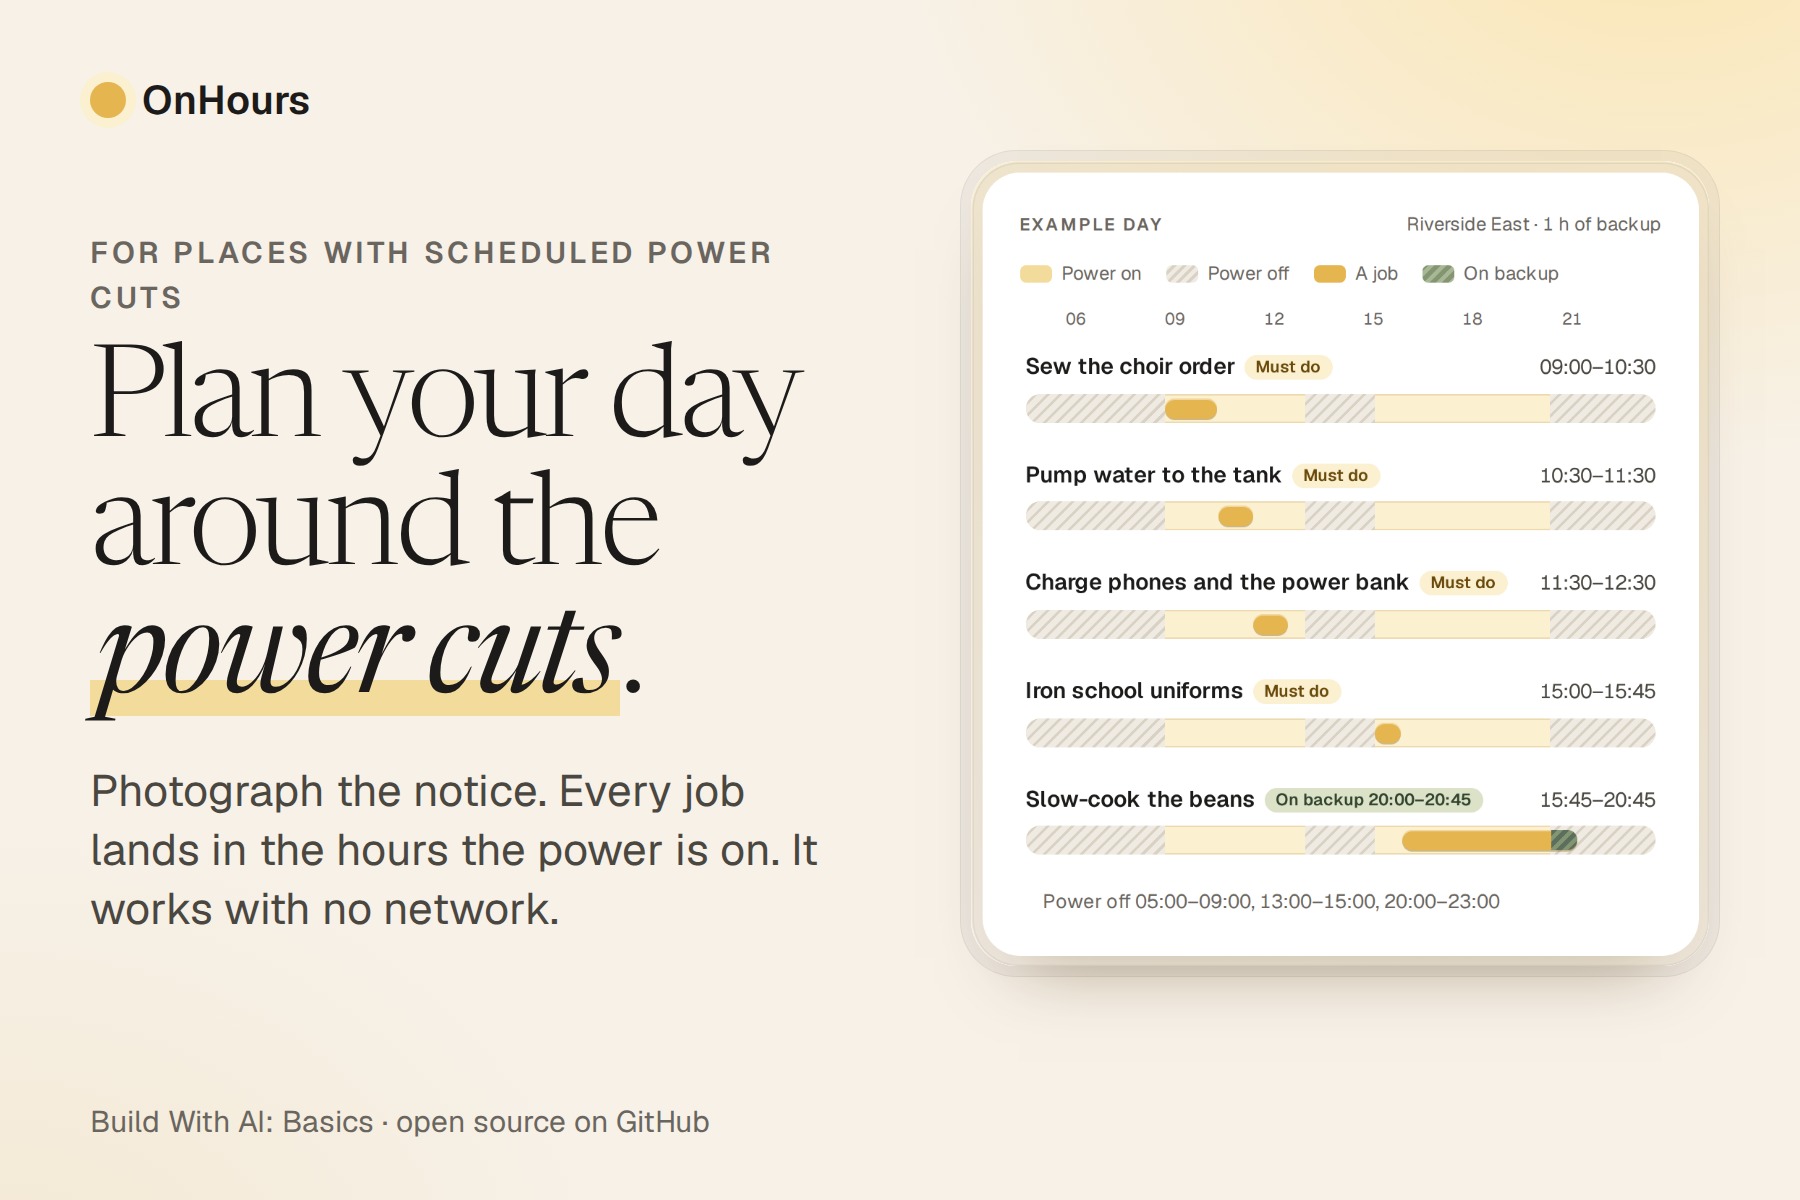 OnHours
FOR PLACES WITH SCHEDULED POWER
CUTS
Plan your day
around the
power cuts.
Photograph the notice. Every job
lands in the hours the power is on. It
works with no network.
Build With AI: Basics · open source on GitHub
EXAMPLE DAY
Riverside East · 1 h of backup
Power on Power off A job On backup
06 09 12 15 18 21
Sew the choir order Must do 09:00–10:30
Pump water to the tank Must do 10:30–11:30
Charge phones and the power bank Must do 11:30–12:30
Iron school uniforms Must do 15:00–15:45
Slow-cook the beans On backup 20:00–20:45 15:45–20:45
Power off 05:00–09:00, 13:00–15:00, 20:00–23:00